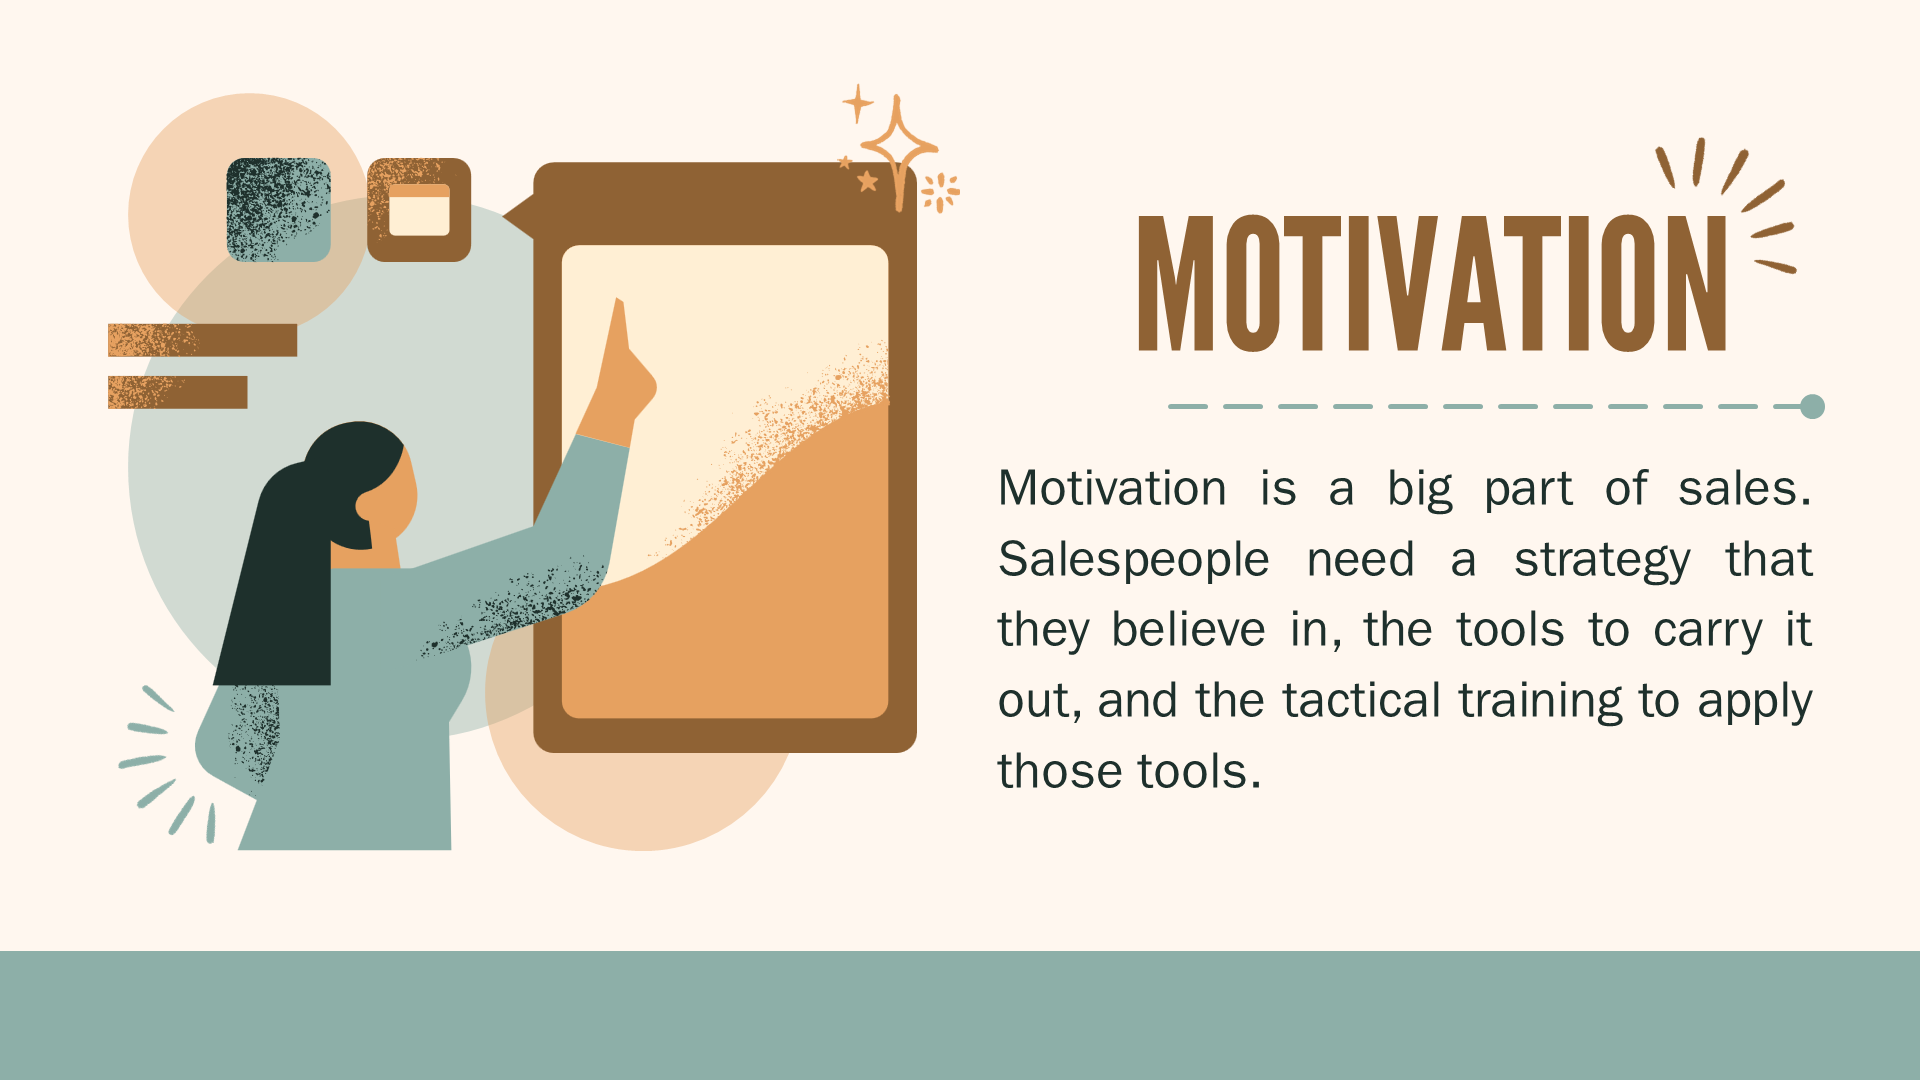 MOTIVATION
Motivation is a big part of sales.
Salespeople need a strategy that
they believe in, the tools to carry it
out, and the tactical training to apply
those tools.